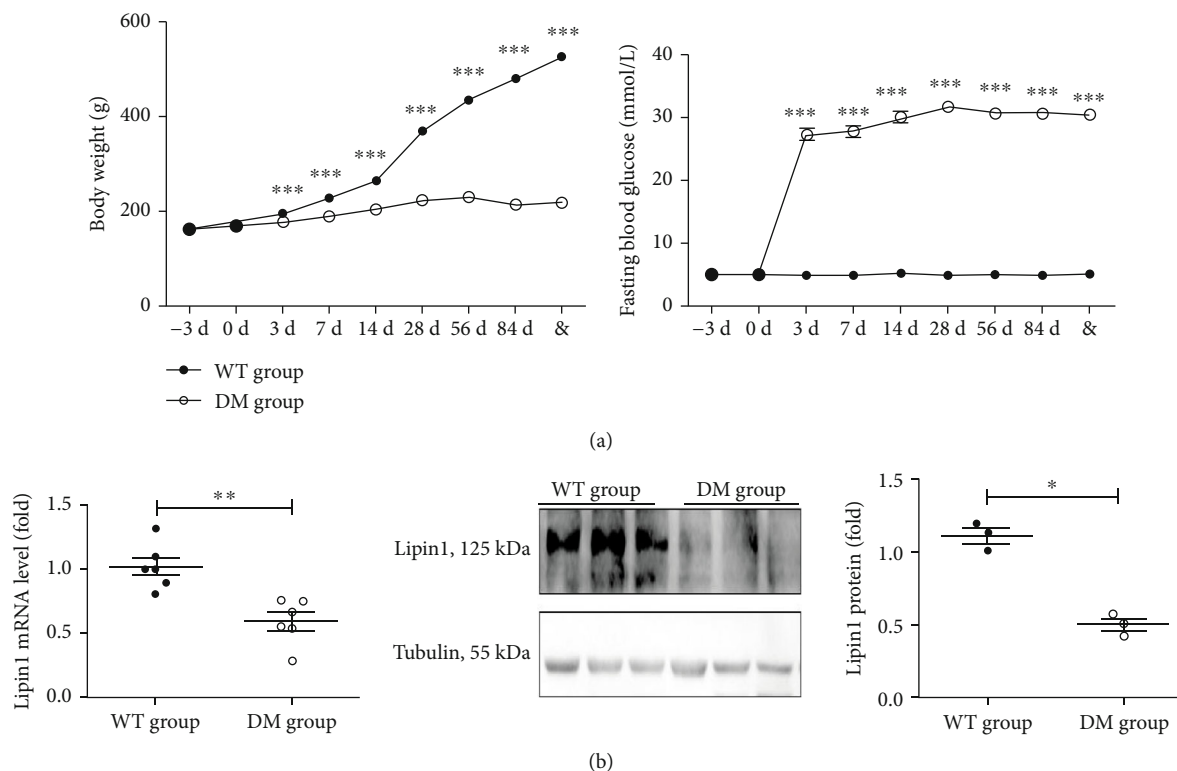 600
400
200
0
Body weight (g)
*** *** *** *** *** *** ***
−3 d 0 d 3 d 7 d 14 d 28 d 56 d 84 d &
40
30
20
10
0
Fasting blood glucose (mmol/L)
*** *** *** *** *** *** ***
−3 d 0 d 3 d 7 d 14 d 28 d 56 d 84 d &
WT group
DM group
(a)
1.5
1.0
0.5
0.0
Lipin1 mRNA level (fold)
**
WT group DM group
WT group DM group
Lipin1, 125 kDa
Tubulin, 55 kDa
1.5
1.0
0.5
0.0
Lipin1 protein (fold)
*
WT group DM group
(b)